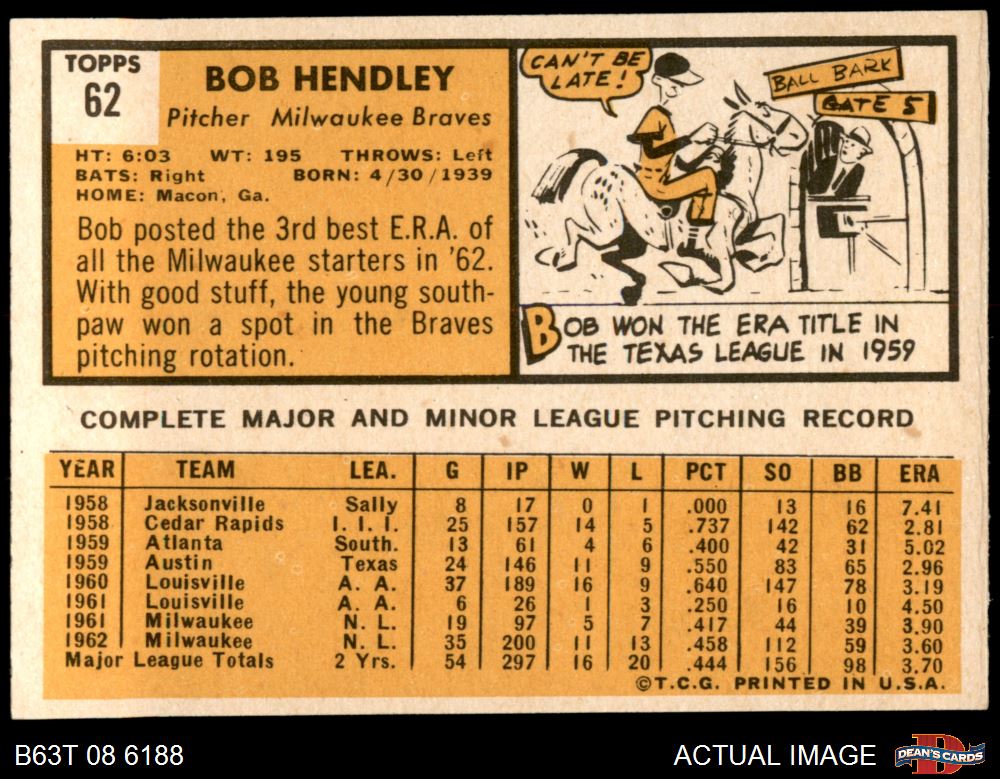 TOPPS
62
BOB HENDLEY
Pitcher Milwaukee Braves
HT: 6:03 WT: 195 THROWS: Left
BATS: Right BORN: 4/30/1939
HOME: Macon, Ga.
Bob posted the 3rd best E.R.A. of
all the Milwaukee starters in '62.
With good stuff, the young south-
paw won a spot in the Braves
pitching rotation.
CAN'T BE
LATE!
BALL BARK
GATE 5
BOB WON THE ERA TITLE IN
THE TEXAS LEAGUE IN 1959
COMPLETE MAJOR AND MINOR LEAGUE PITCHING RECORD
YEAR TEAM LEA. G IP W L PCT SO BB ERA
1958 Jacksonville Sally 8 17 0 1 .000 13 16 7.41
1958 Cedar Rapids I. I. I. 25 157 14 5 .737 142 62 2.81
1959 Atlanta South. 13 61 4 6 .400 42 31 5.02
1959 Austin Texas 24 146 11 9 .550 83 65 2.96
1960 Louisville A. A. 37 189 16 9 .640 147 78 3.19
1961 Louisville A. A. 6 26 1 3 .250 16 10 4.50
1961 Milwaukee N. L. 19 97 5 7 .417 44 39 3.90
1962 Milwaukee N. L. 35 200 11 13 .458 112 59 3.60
Major League Totals 2 Yrs. 54 297 16 20 .444 156 98 3.70
©T.C.G. PRINTED IN U.S.A.
B63T 08 6188
ACTUAL IMAGE
D
DEAN'S CARDS